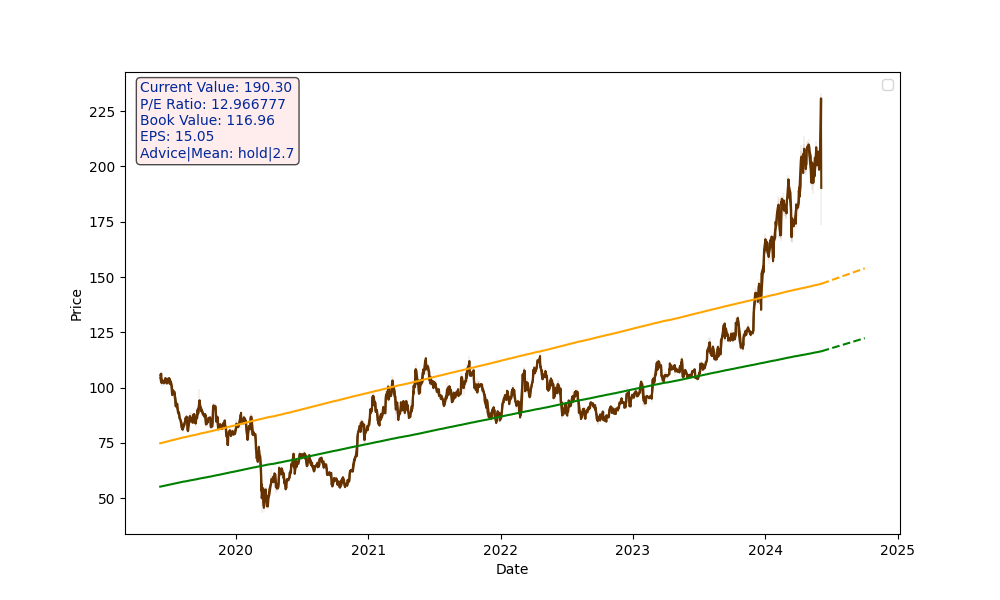 Current Value: 190.30
P/E Ratio: 12.966777
Book Value: 116.96
EPS: 15.05
Advice|Mean: hold|2.7
225
200
175
150
125
100
75
50
Price
2020 2021 2022 2023 2024 2025
Date